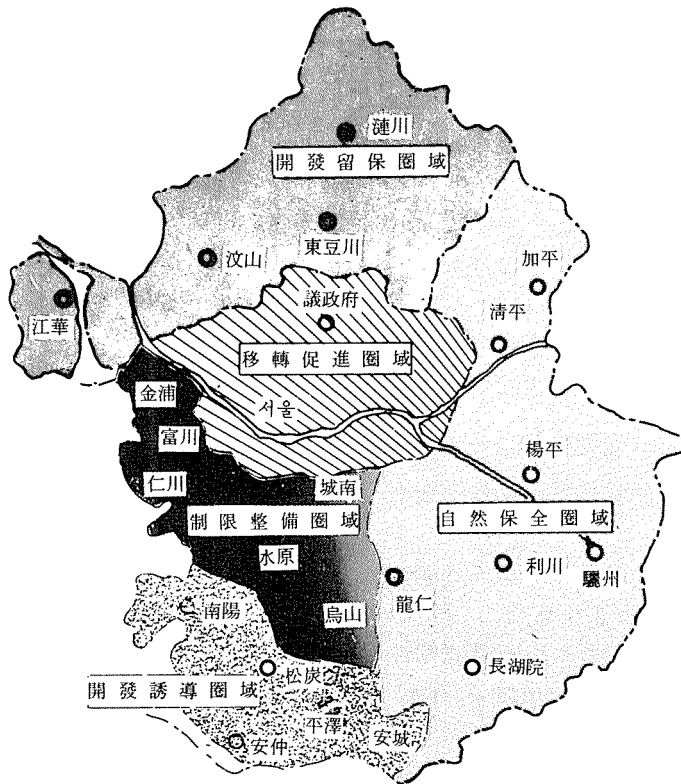 漣川
開發留保圈域
東豆川
汶山
加平
江華
議政府
淸平
移轉促進圈域
金浦
서울
富川
楊平
仁川
城南
制限整備圈域
自然保全圈域
水原
利川
驪州
龍仁
南陽
烏山
松炭
長湖院
開發誘導圈域
平澤
安城
安仲